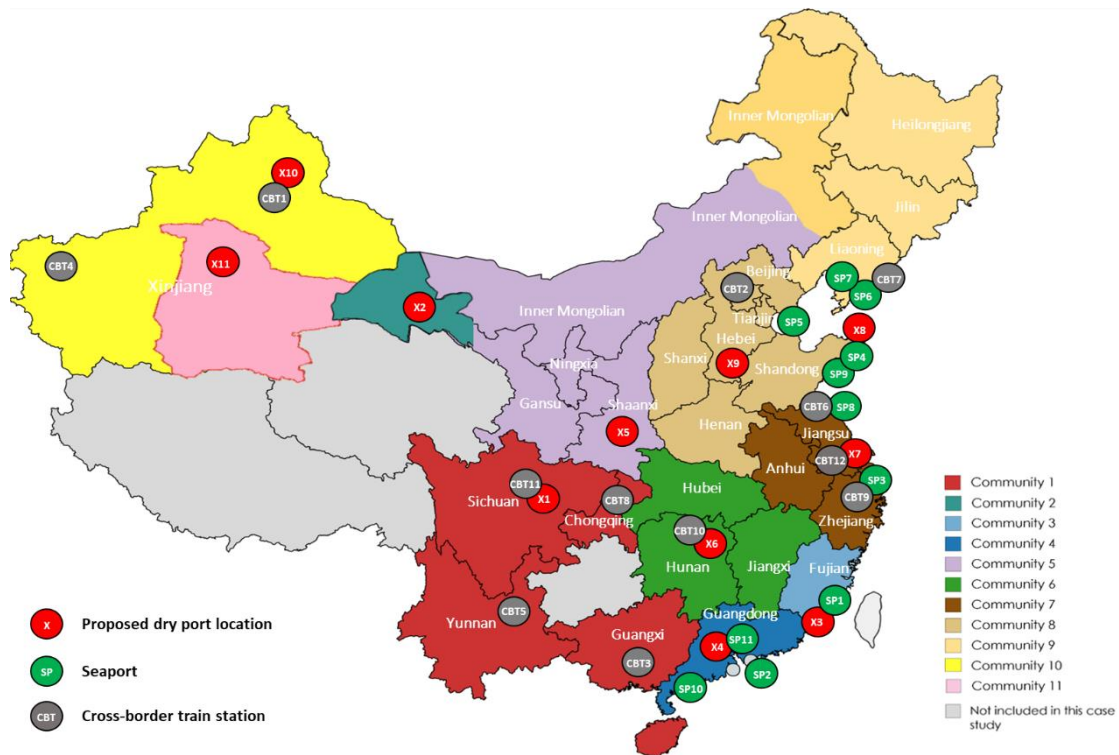 Inner Mongolian
Heilongjiang
X10
CBT1
Jilin
Inner Mongolian
Liaoning
CBT4
X11
Beijing
SP7
CBT7
Xinjiang
CBT2
SP6
X2
Inner Mongolian
Tianjin
SP5
X8
Hebei
Ningxia
Shanxi
X9
Shandong
SP4
SP9
Gansu
Shaanxi
CBT6
SP8
Henan
Jiangsu
X5
X7
Anhui
CBT12
Sichuan
CBT11
X1
CBT8
Hubei
SP3
CBT9
Chongqing
Zhejiang
CBT10
X6
Hunan
Jiangxi
Fujian
SP1
Yunnan
CBT5
Guangdong
X3
Guangxi
X4
SP11
CBT3
SP2
SP10
X
Proposed dry port location
SP
Seaport
CBT
Cross-border train station
Community 1
Community 2
Community 3
Community 4
Community 5
Community 6
Community 7
Community 8
Community 9
Community 10
Community 11
Not included in this case
study